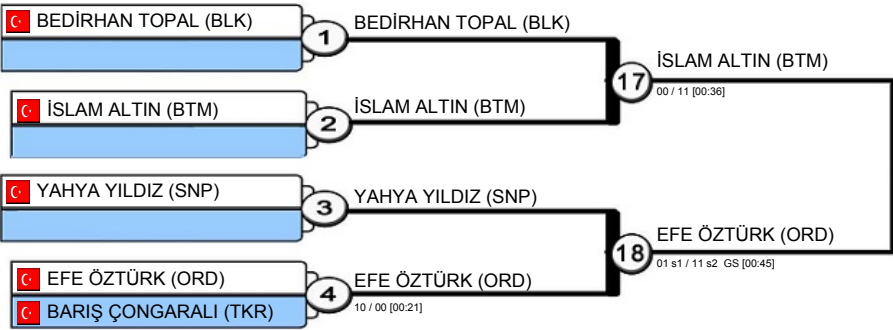 BEDİRHAN TOPAL (BLK)
1
BEDİRHAN TOPAL (BLK)
İSLAM ALTIN (BTM)
2
İSLAM ALTIN (BTM)
17
İSLAM ALTIN (BTM)
00 / 11 [00:36]
YAHYA YILDIZ (SNP)
3
YAHYA YILDIZ (SNP)
EFE ÖZTÜRK (ORD)
BARIŞ ÇONGARALI (TKR)
4
EFE ÖZTÜRK (ORD)
10 / 00 [00:21]
18
EFE ÖZTÜRK (ORD)
01 s1 / 11 s2 GS [00:45]